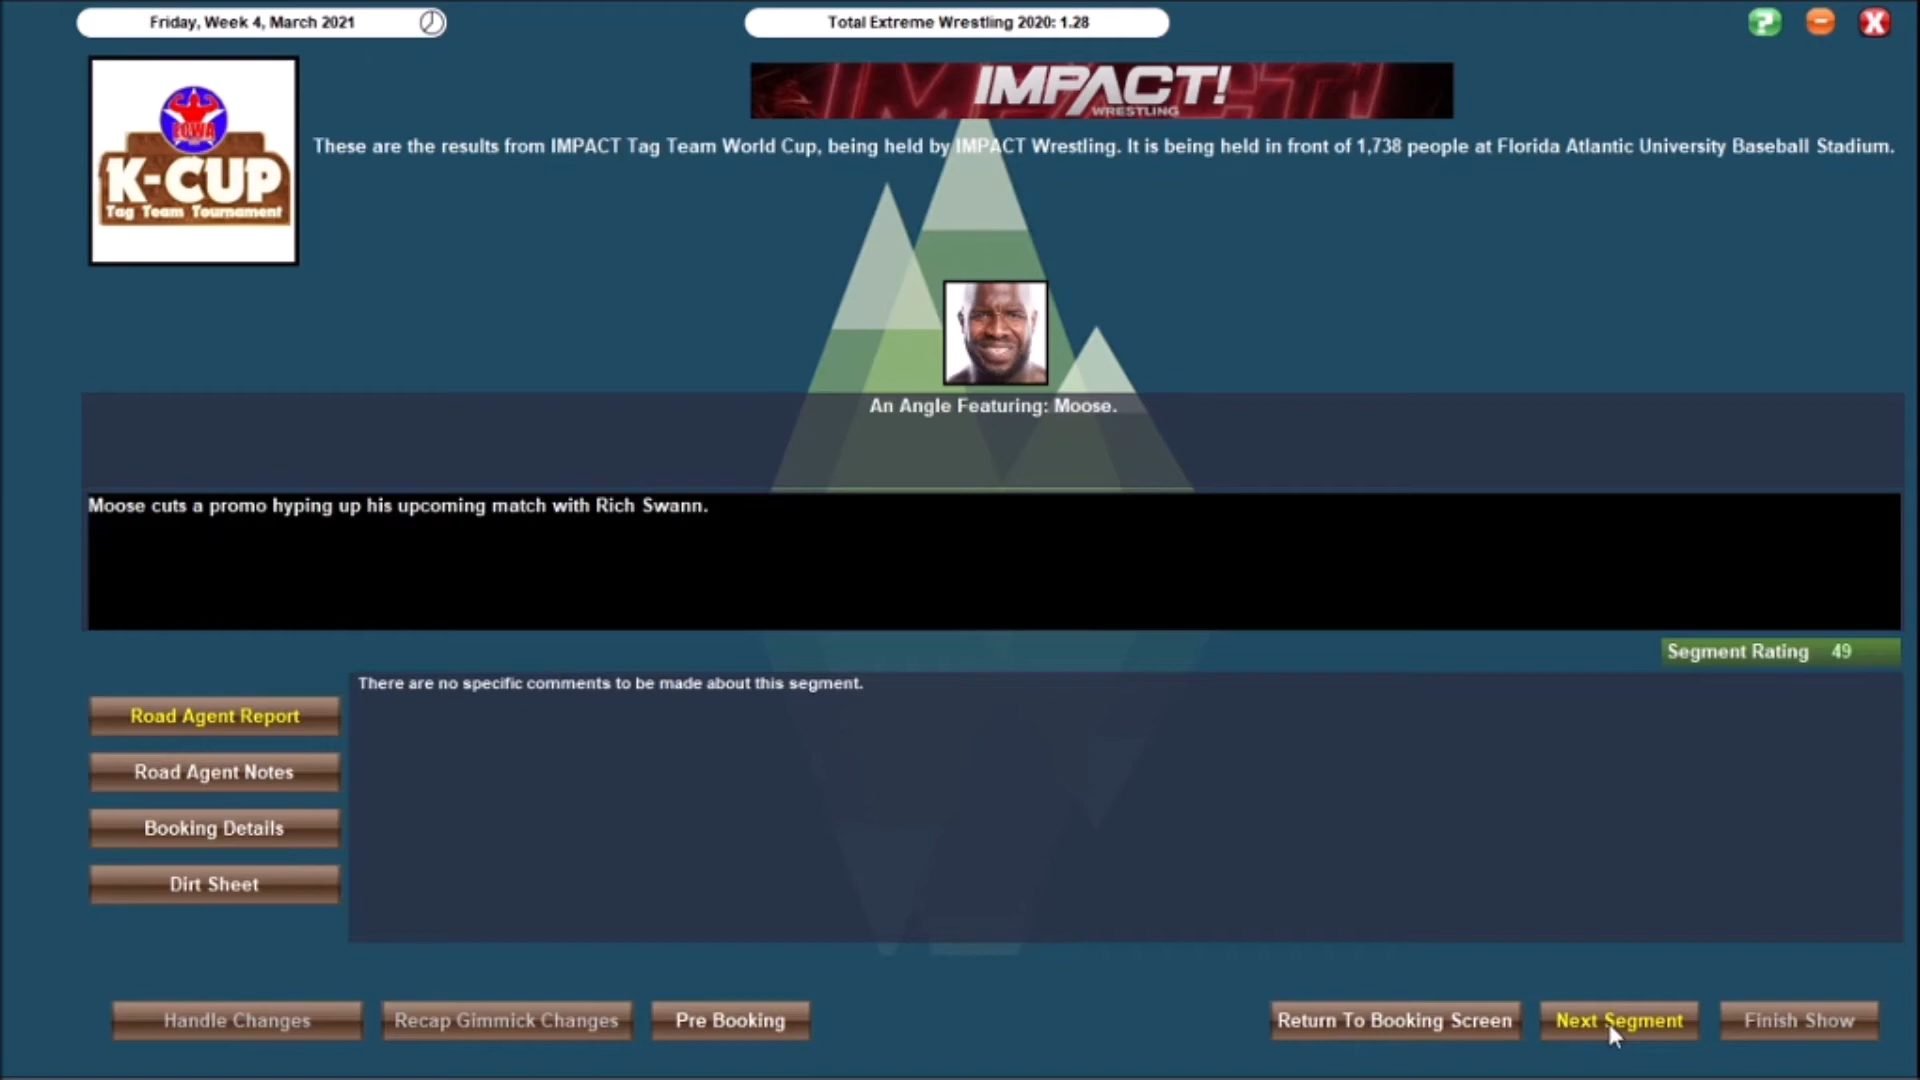 Friday, Week 4, March 2021
Total Extreme Wrestling 2020: 1.28
?
X
IMPACT!
WRESTLING
ECWA
K-CUP
Tag Team Tournament
These are the results from IMPACT Tag Team World Cup, being held by IMPACT Wrestling. It is being held in front of 1,738 people at Florida Atlantic University Baseball Stadium.
An Angle Featuring: Moose.
Moose cuts a promo hyping up his upcoming match with Rich Swann.
Segment Rating 49
There are no specific comments to be made about this segment.
Road Agent Report
Road Agent Notes
Booking Details
Dirt Sheet
Handle Changes
Recap Gimmick Changes
Pre Booking
Return To Booking Screen
Next Segment
Finish Show